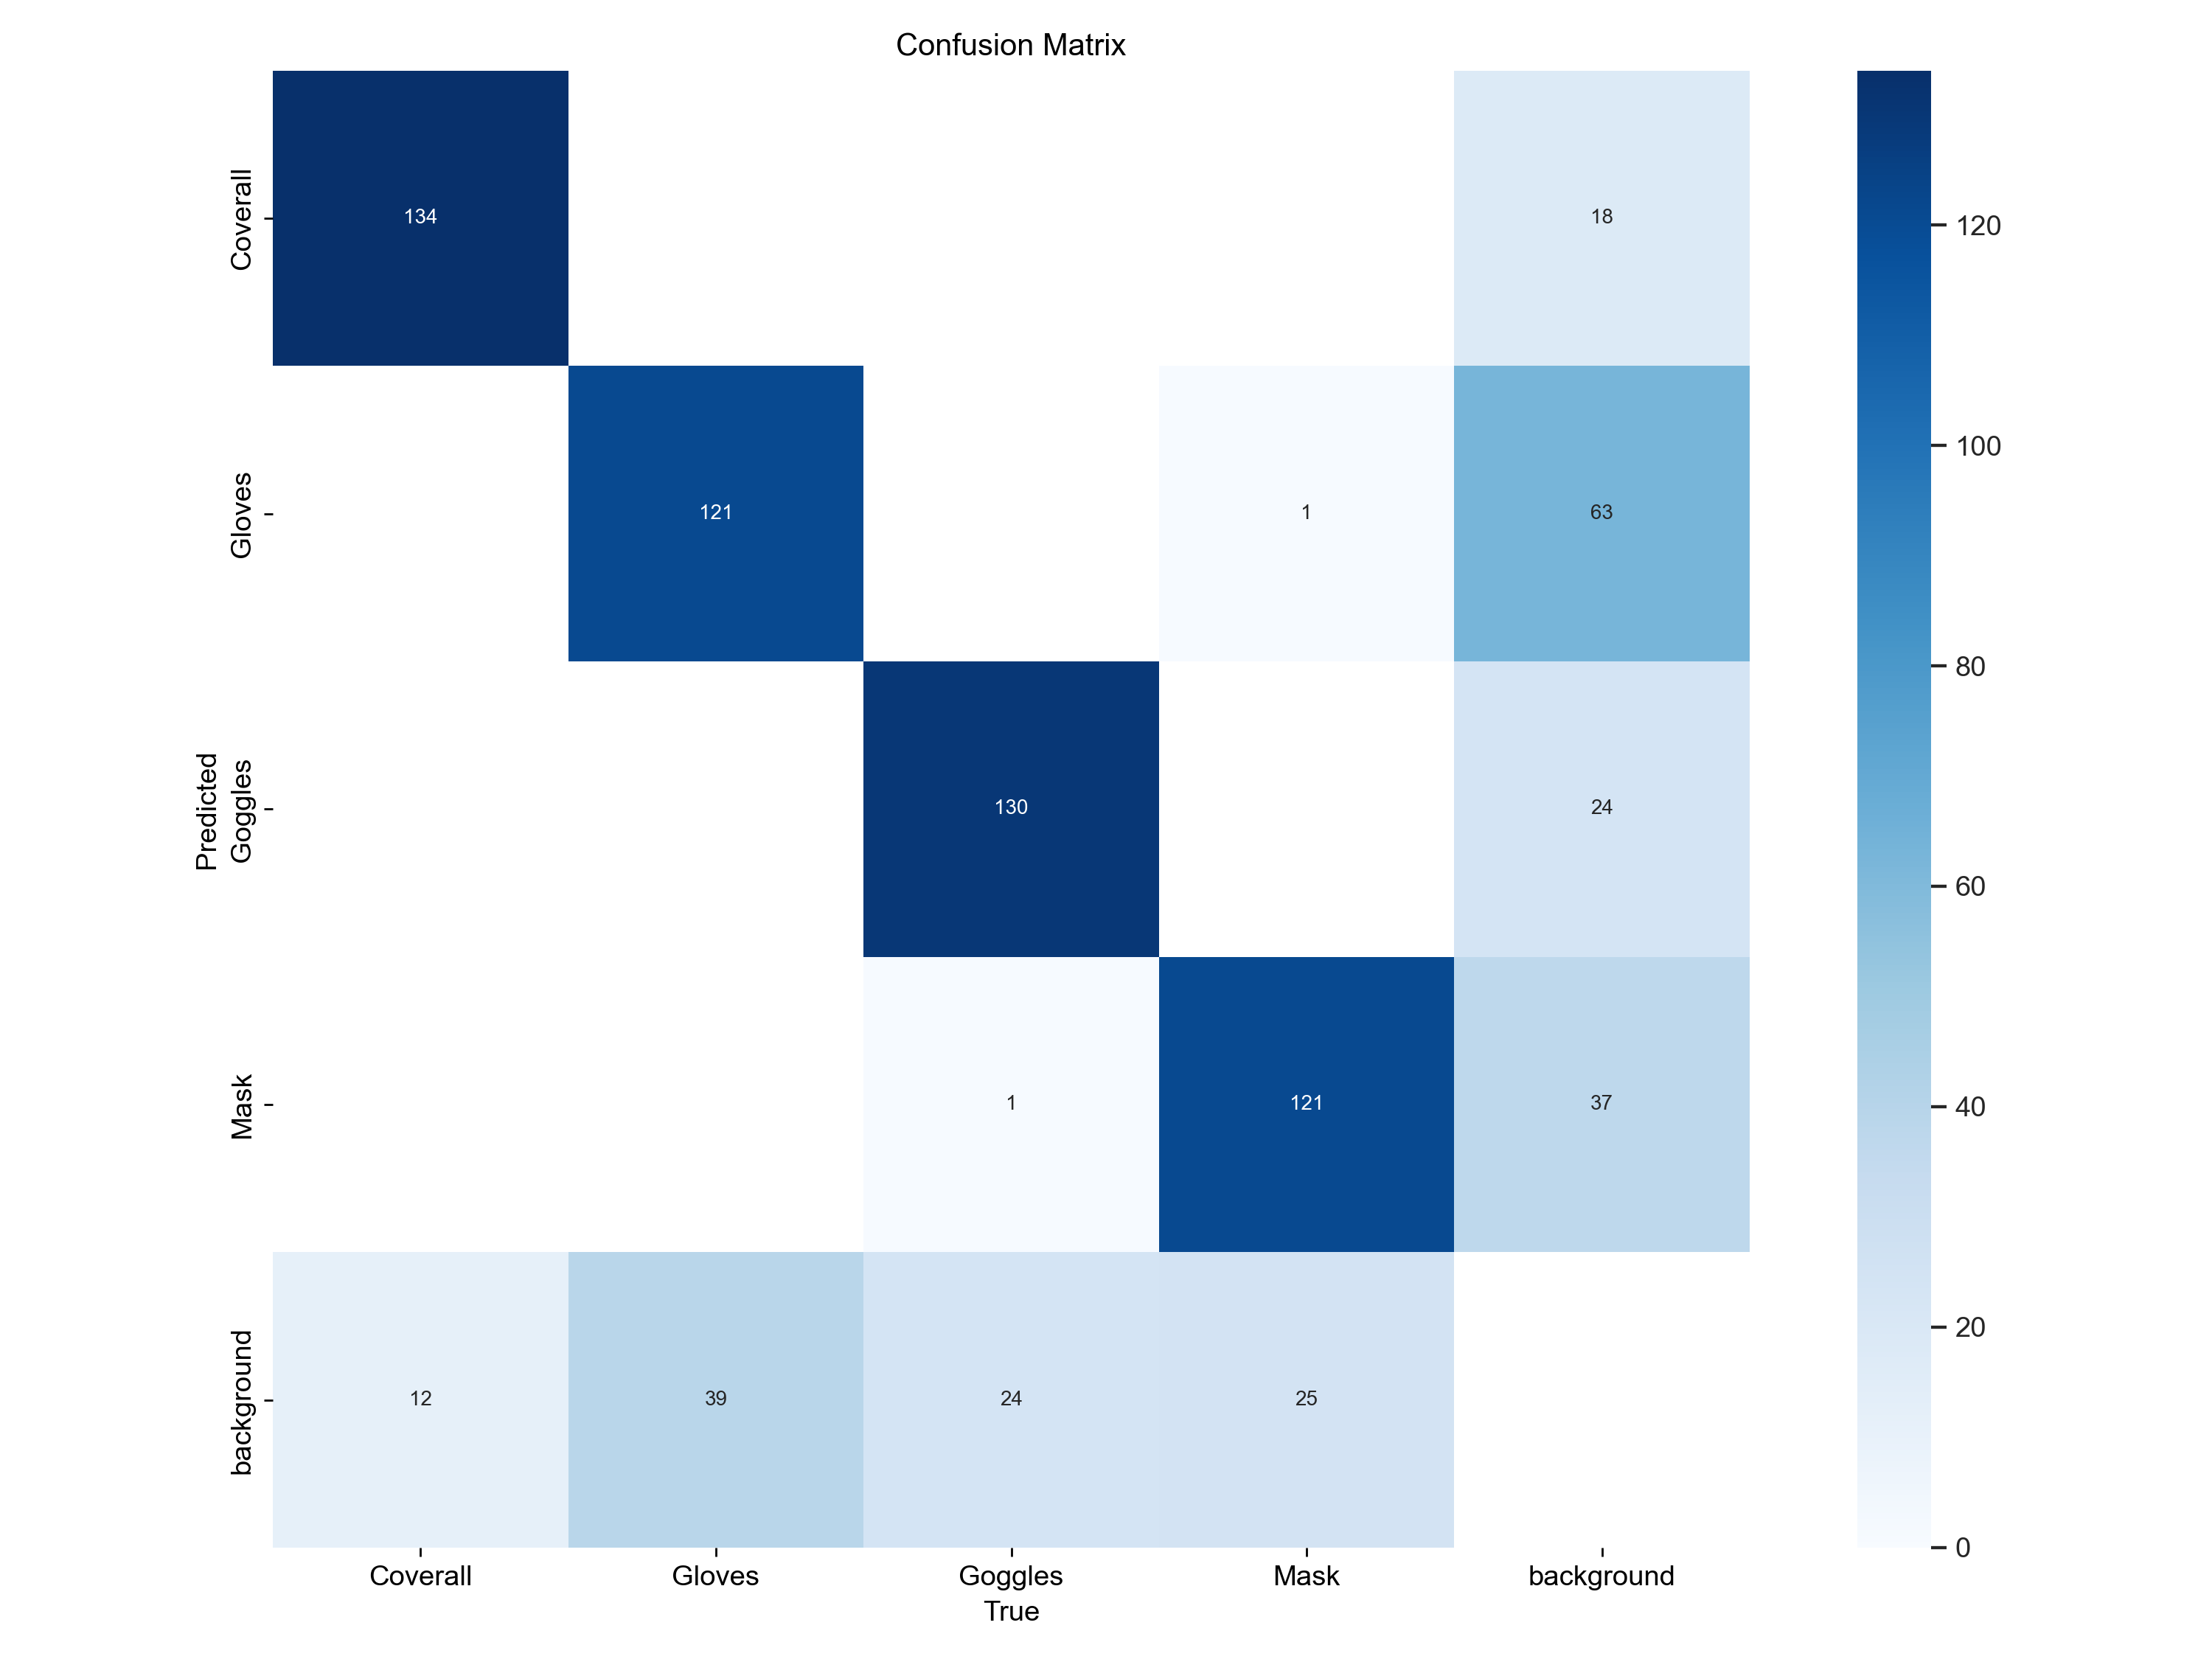 Confusion Matrix
Coverall
134
18
120
100
Gloves
121
1
63
80
Predicted
Goggles
130
24
60
Mask
1
121
37
40
background
12
39
24
25
20
0
Coverall
Gloves
Goggles
Mask
background
True